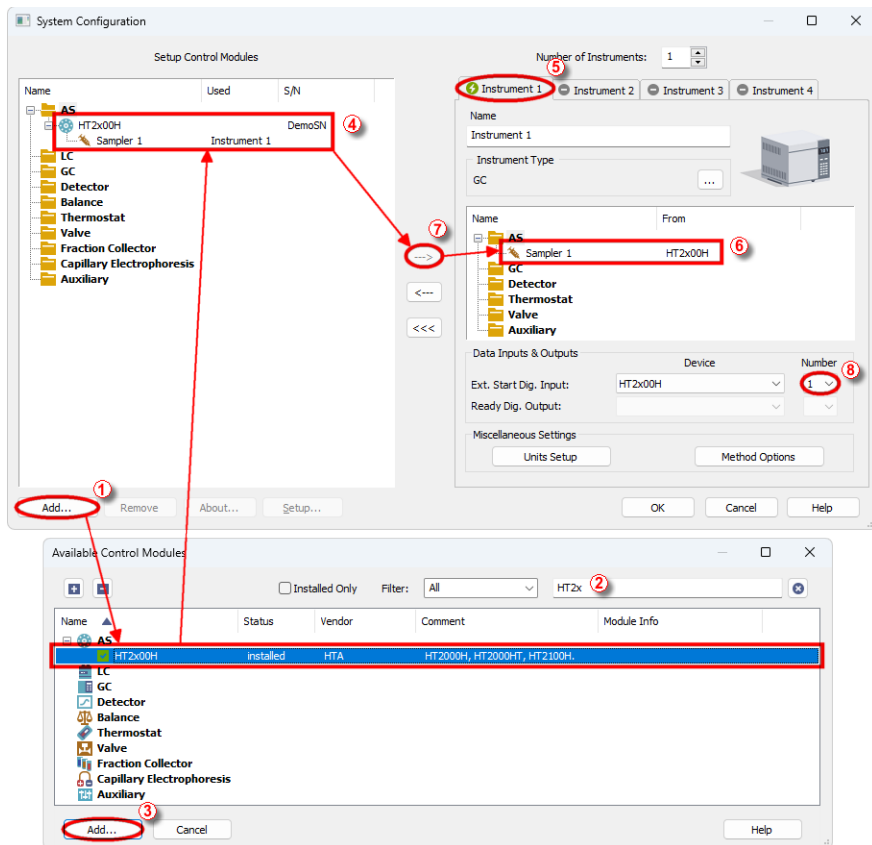 System Configuration
Setup Control Modules
Number of Instruments: 1
⑤
Name Used S/N
AS
HT2x00H DemoSN ④
Sampler 1 Instrument 1
LC
GC
Detector
Balance
Thermostat
Valve
Fraction Collector
Capillary Electrophoresis
Auxiliary
⑦
--->
<---
<<<
Instrument 1 Instrument 2 Instrument 3 Instrument 4
Name
Instrument 1
Instrument Type
GC ...
Name From
AS
Sampler 1 HT2x00H ⑥
GC
Detector
Thermostat
Valve
Auxiliary
Data Inputs & Outputs
Device Number
Ext. Start Dig. Input: HT2x00H 1 ⑧
Ready Dig. Output:
Miscellaneous Settings
Units Setup Method Options
①
Add... Remove About... Setup...
OK Cancel Help
Available Control Modules
Installed Only Filter: All HT2x ②
Name Status Vendor Comment Module Info
AS
HT2x00H installed HTA HT2000H, HT2000HT, HT2100H.
LC
GC
Detector
Balance
Thermostat
Valve
Fraction Collector
Capillary Electrophoresis
Auxiliary
③
Add... Cancel Help